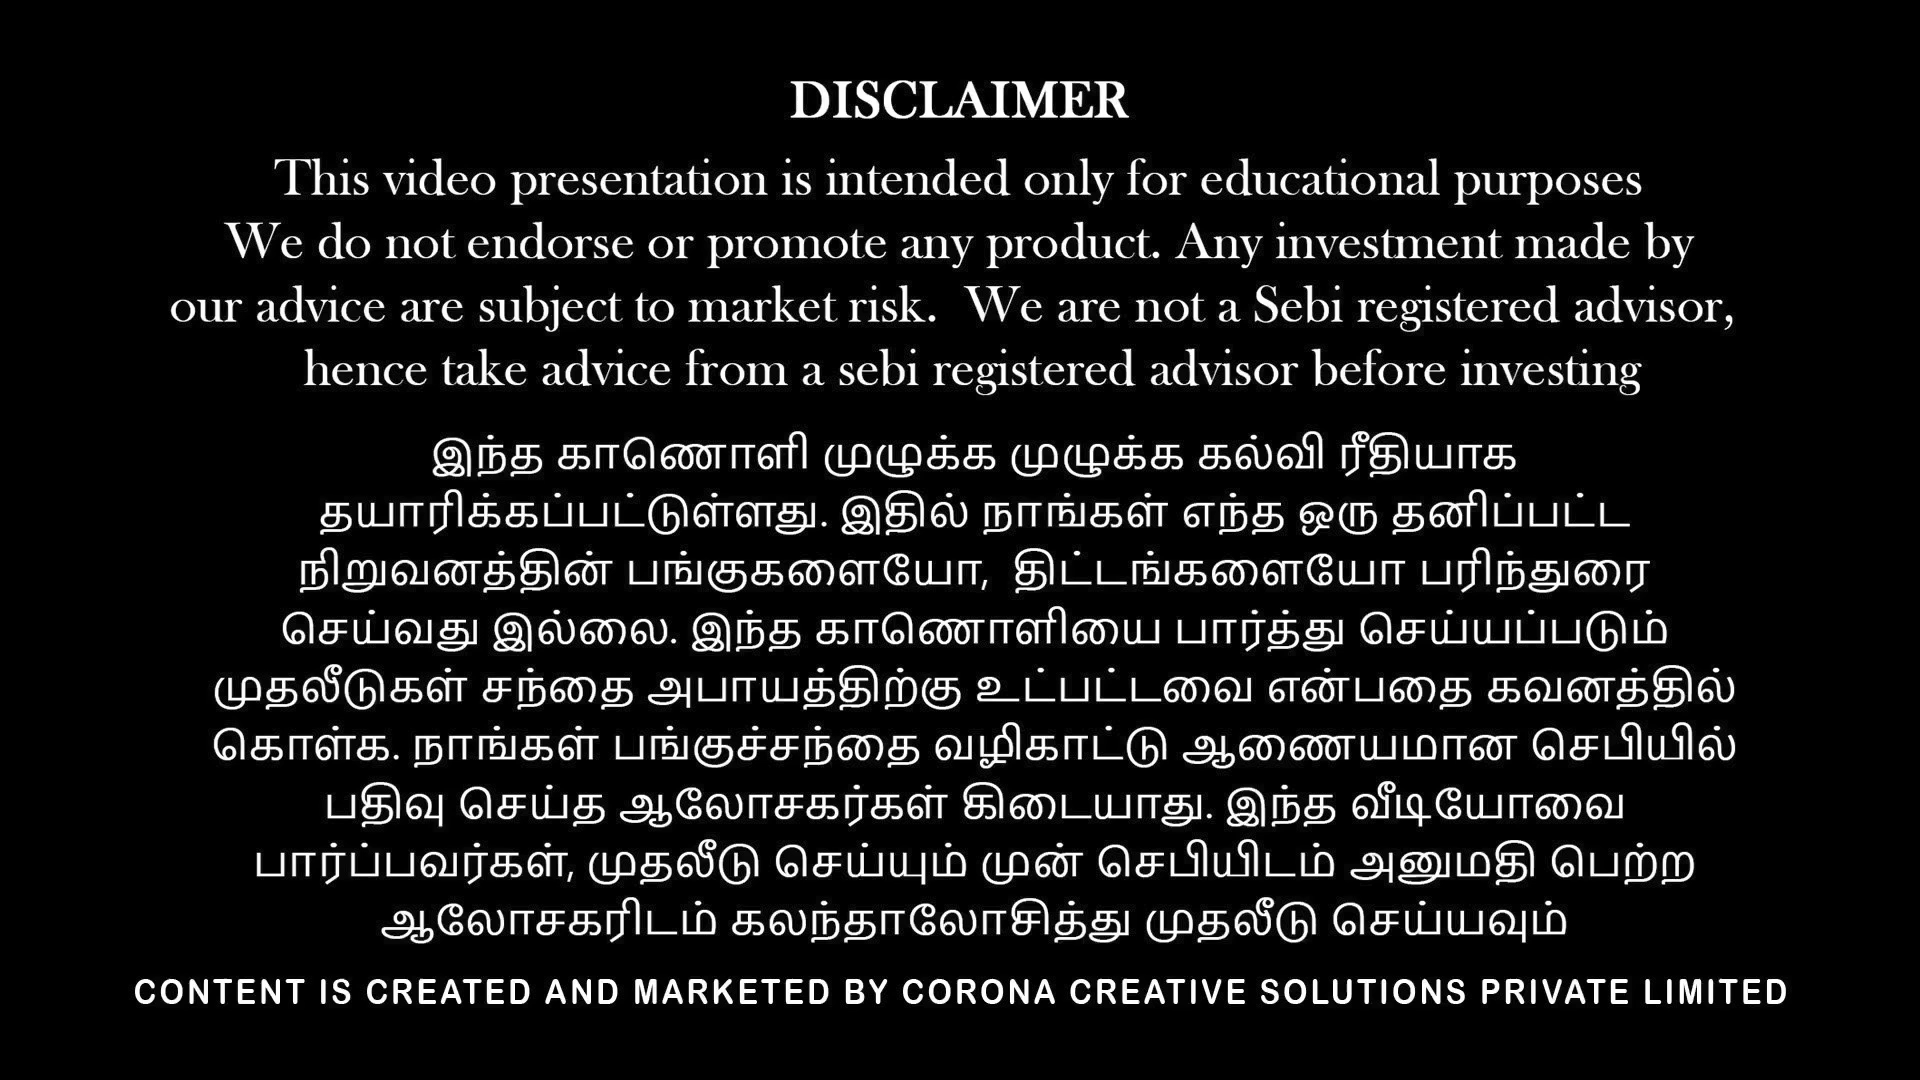 DISCLAIMER
This video presentation is intended only for educational purposes
We do not endorse or promote any product. Any investment made by
our advice are subject to market risk.  We are not a Sebi registered advisor,
hence take advice from a sebi registered advisor before investing
இந்த காணொளி முழுக்க முழுக்க கல்வி ரீதியாக
தயாரிக்கப்பட்டுள்ளது. இதில் நாங்கள் எந்த ஒரு தனிப்பட்ட
நிறுவனத்தின் பங்குகளையோ,  திட்டங்களையோ பரிந்துரை
செய்வது இல்லை. இந்த காணொளியை பார்த்து செய்யப்படும்
முதலீடுகள் சந்தை அபாயத்திற்கு உட்பட்டவை என்பதை கவனத்தில்
கொள்க. நாங்கள் பங்குச்சந்தை வழிகாட்டு ஆணையமான செபியில்
பதிவு செய்த ஆலோசகர்கள் கிடையாது. இந்த வீடியோவை
பார்ப்பவர்கள், முதலீடு செய்யும் முன் செபியிடம் அனுமதி பெற்ற
ஆலோசகரிடம் கலந்தாலோசித்து முதலீடு செய்யவும்
CONTENT IS CREATED AND MARKETED BY CORONA CREATIVE SOLUTIONS PRIVATE LIMITED